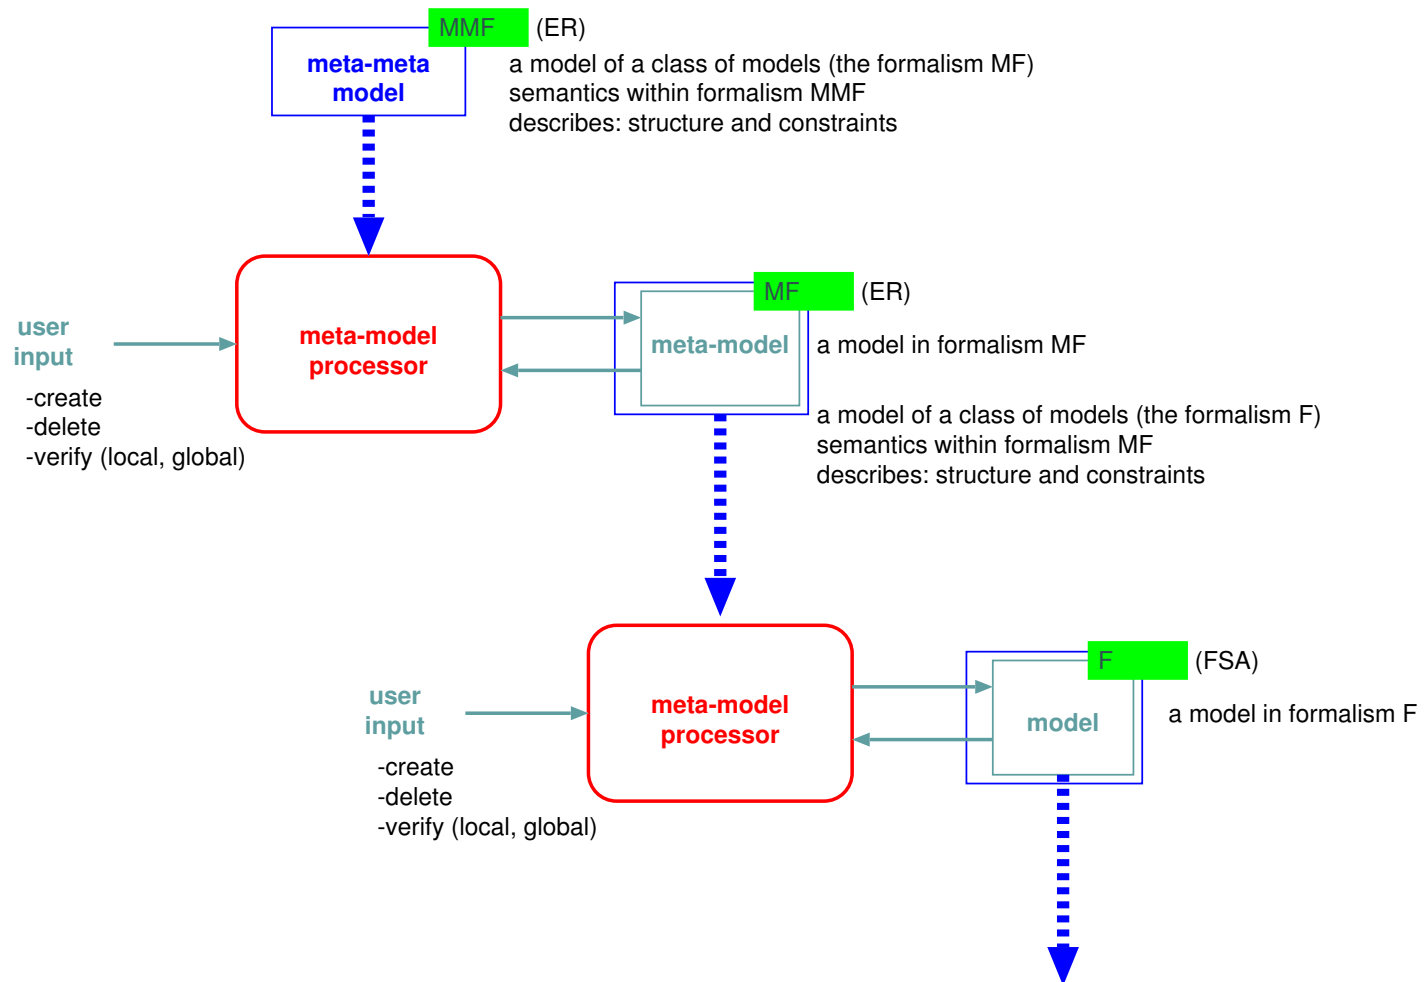 MMF (ER)
meta-meta
model
a model of a class of models (the formalism MF)
semantics within formalism MMF
describes: structure and constraints
user
input
-create
-delete
-verify (local, global)
meta-model
processor
MF (ER)
meta-model
a model in formalism MF
a model of a class of models (the formalism F)
semantics within formalism MF
describes: structure and constraints
user
input
-create
-delete
-verify (local, global)
meta-model
processor
F (FSA)
model
a model in formalism F